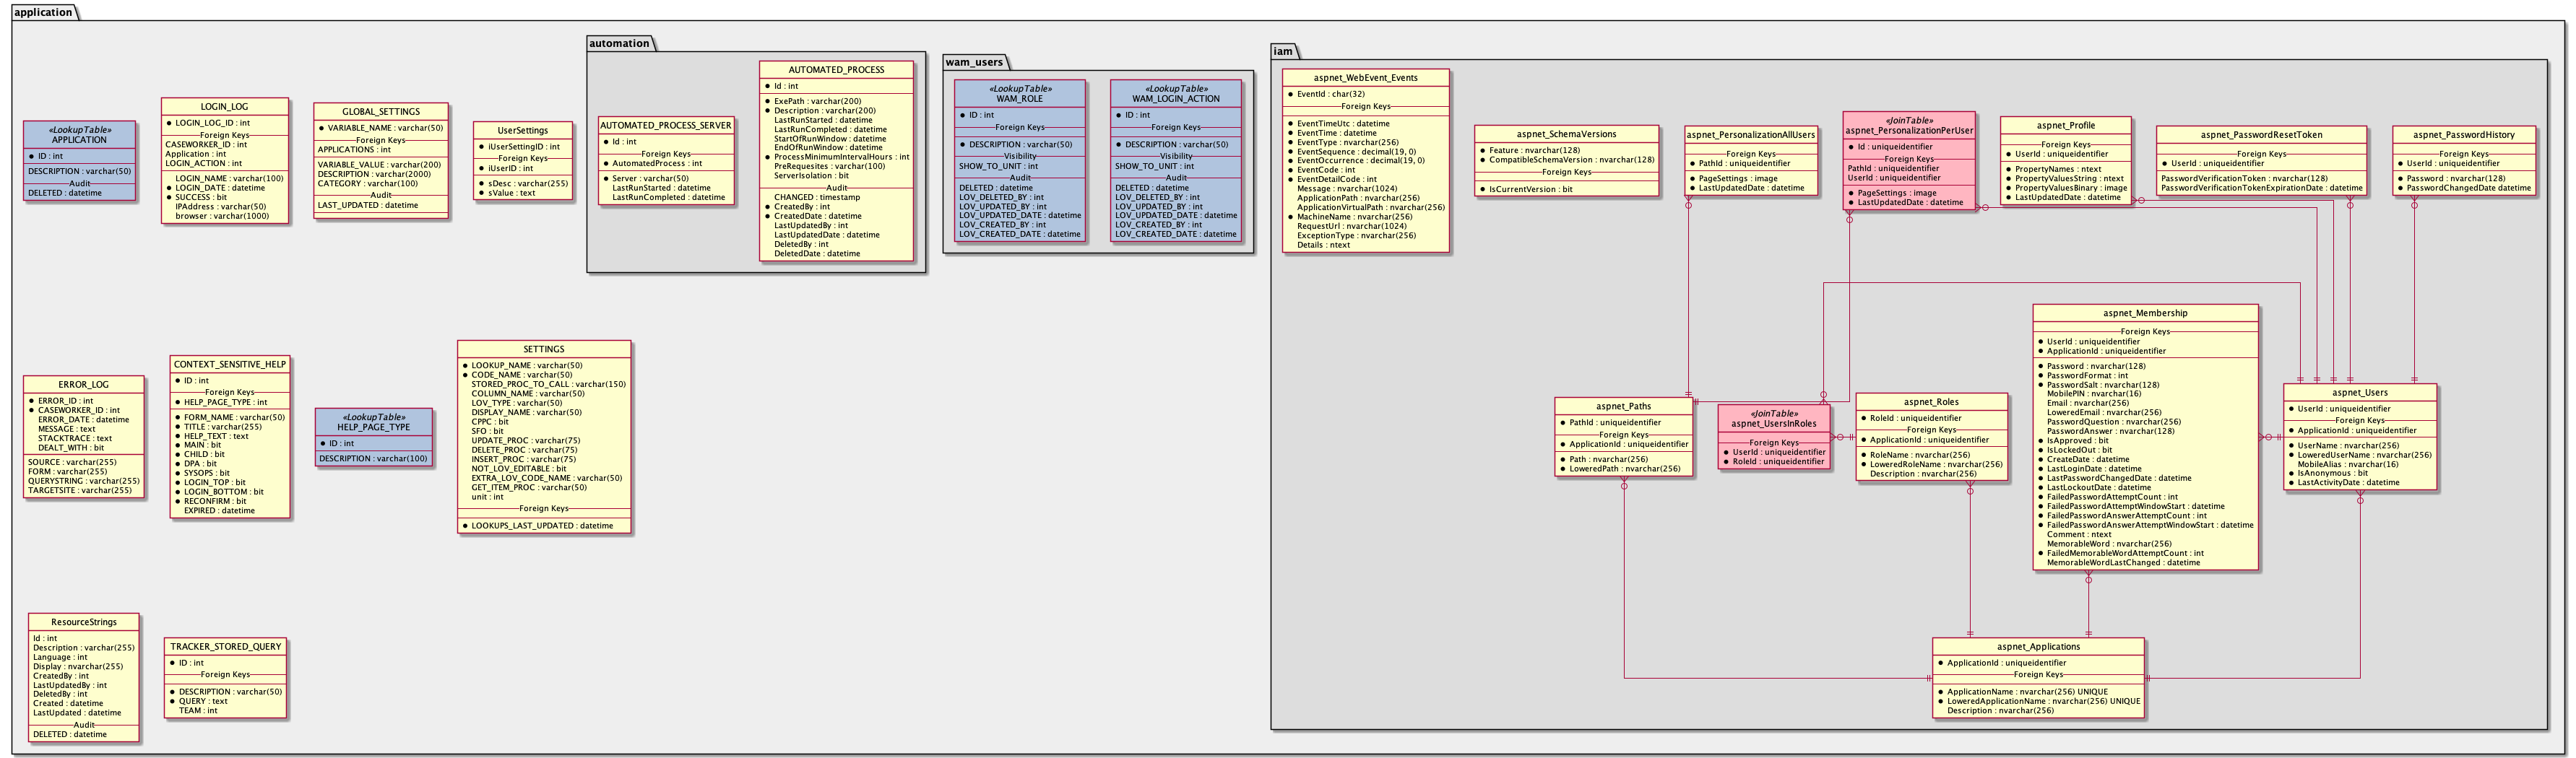 application
automation
AUTOMATED_PROCESS_SERVER
Id : int
Foreign Keys
AutomatedProcess : int
Server : varchar(50)
LastRunStarted : datetime
LastRunCompleted : datetime
AUTOMATED_PROCESS
Id : int
ExePath : varchar(200)
Description : varchar(200)
LastRunStarted : datetime
LastRunCompleted : datetime
StartOfRunWindow : datetime
EndOfRunWindow : datetime
ProcessMinimumIntervalHours : int
PreRequesites : varchar(100)
ServerIsolation : bit
Audit
CHANGED : timestamp
CreatedBy : int
CreatedDate : datetime
LastUpdatedBy : int
LastUpdatedDate : datetime
DeletedBy : int
DeletedDate : datetime
wam_users
«LookupTable»
WAM_ROLE
ID : int
Foreign Keys
DESCRIPTION : varchar(50)
Visibility
SHOW_TO_UNIT : int
Audit
DELETED : datetime
LOV_DELETED_BY : int
LOV_UPDATED_BY : int
LOV_UPDATED_DATE : datetime
LOV_CREATED_BY : int
LOV_CREATED_DATE : datetime
«LookupTable»
WAM_LOGIN_ACTION
ID : int
Foreign Keys
DESCRIPTION : varchar(50)
Visibility
SHOW_TO_UNIT : int
Audit
DELETED : datetime
LOV_DELETED_BY : int
LOV_UPDATED_BY : int
LOV_UPDATED_DATE : datetime
LOV_CREATED_BY : int
LOV_CREATED_DATE : datetime
«LookupTable»
APPLICATION
ID : int
DESCRIPTION : varchar(50)
Audit
DELETED : datetime
LOGIN_LOG
LOGIN_LOG_ID : int
Foreign Keys
CASEWORKER_ID : int
Application : int
LOGIN_ACTION : int
LOGIN_NAME : varchar(100)
LOGIN_DATE : datetime
SUCCESS : bit
IPAddress : varchar(50)
browser : varchar(1000)
GLOBAL_SETTINGS
VARIABLE_NAME : varchar(50)
Foreign Keys
APPLICATIONS : int
VARIABLE_VALUE : varchar(200)
DESCRIPTION : varchar(2000)
CATEGORY : varchar(100)
Audit
LAST_UPDATED : datetime
UserSettings
iUserSettingID : int
Foreign Keys
iUserID : int
sDesc : varchar(255)
sValue : text
ERROR_LOG
ERROR_ID : int
CASEWORKER_ID : int
ERROR_DATE : datetime
MESSAGE : text
STACKTRACE : text
DEALT_WITH : bit
SOURCE : varchar(255)
FORM : varchar(255)
QUERYSTRING : varchar(255)
TARGETSITE : varchar(255)
CONTEXT_SENSITIVE_HELP
ID : int
Foreign Keys
HELP_PAGE_TYPE : int
FORM_NAME : varchar(50)
TITLE : varchar(255)
HELP_TEXT : text
MAIN : bit
CHILD : bit
DPA : bit
SYSOPS : bit
LOGIN_TOP : bit
LOGIN_BOTTOM : bit
RECONFIRM : bit
EXPIRED : datetime
«LookupTable»
HELP_PAGE_TYPE
ID : int
DESCRIPTION : varchar(100)
SETTINGS
LOOKUP_NAME : varchar(50)
CODE_NAME : varchar(50)
STORED_PROC_TO_CALL : varchar(150)
COLUMN_NAME : varchar(50)
LOV_TYPE : varchar(50)
DISPLAY_NAME : varchar(50)
CPPC : bit
SFO : bit
UPDATE_PROC : varchar(75)
DELETE_PROC : varchar(75)
INSERT_PROC : varchar(75)
NOT_LOV_EDITABLE : bit
EXTRA_LOV_CODE_NAME : varchar(50)
GET_ITEM_PROC : varchar(50)
unit : int
Foreign Keys
LOOKUPS_LAST_UPDATED : datetime
ResourceStrings
Id : int
Description : varchar(255)
Language : int
Display : nvarchar(255)
CreatedBy : int
LastUpdatedBy : int
DeletedBy : int
Created : datetime
LastUpdated : datetime
Audit
DELETED : datetime
TRACKER_STORED_QUERY
ID : int
Foreign Keys
DESCRIPTION : varchar(50)
QUERY : text
TEAM : int
iam
aspnet_WebEvent_Events
EventId : char(32)
Foreign Keys
EventTimeUtc : datetime
EventTime : datetime
EventType : nvarchar(256)
EventSequence : decimal(19, 0)
EventOccurrence : decimal(19, 0)
EventCode : int
EventDetailCode : int
Message : nvarchar(1024)
ApplicationPath : nvarchar(256)
ApplicationVirtualPath : nvarchar(256)
MachineName : nvarchar(256)
RequestUrl : nvarchar(1024)
ExceptionType : nvarchar(256)
Details : ntext
aspnet_SchemaVersions
Feature : nvarchar(128)
CompatibleSchemaVersion : nvarchar(128)
Foreign Keys
IsCurrentVersion : bit
aspnet_PersonalizationAllUsers
Foreign Keys
PathId : uniqueidentifier
PageSettings : image
LastUpdatedDate : datetime
«JoinTable»
aspnet_PersonalizationPerUser
Id : uniqueidentifier
Foreign Keys
PathId : uniqueidentifier
UserId : uniqueidentifier
PageSettings : image
LastUpdatedDate : datetime
aspnet_Profile
Foreign Keys
UserId : uniqueidentifier
PropertyNames : ntext
PropertyValuesString : ntext
PropertyValuesBinary : image
LastUpdatedDate : datetime
aspnet_PasswordResetToken
Foreign Keys
UserId : uniqueidentifier
PasswordVerificationToken : nvarchar(128)
PasswordVerificationTokenExpirationDate : datetime
aspnet_PasswordHistory
Foreign Keys
UserId : uniqueidentifier
Password : nvarchar(128)
PasswordChangedDate datetime
aspnet_Paths
PathId : uniqueidentifier
Foreign Keys
ApplicationId : uniqueidentifier
Path : nvarchar(256)
LoweredPath : nvarchar(256)
«JoinTable»
aspnet_UsersInRoles
Foreign Keys
UserId : uniqueidentifier
RoleId : uniqueidentifier
aspnet_Roles
RoleId : uniqueidentifier
Foreign Keys
ApplicationId : uniqueidentifier
RoleName : nvarchar(256)
LoweredRoleName : nvarchar(256)
Description : nvarchar(256)
aspnet_Membership
Foreign Keys
UserId : uniqueidentifier
ApplicationId : uniqueidentifier
Password : nvarchar(128)
PasswordFormat : int
PasswordSalt : nvarchar(128)
MobilePIN : nvarchar(16)
Email : nvarchar(256)
LoweredEmail : nvarchar(256)
PasswordQuestion : nvarchar(256)
PasswordAnswer : nvarchar(128)
IsApproved : bit
IsLockedOut : bit
CreateDate : datetime
LastLoginDate : datetime
LastPasswordChangedDate : datetime
LastLockoutDate : datetime
FailedPasswordAttemptCount : int
FailedPasswordAttemptWindowStart : datetime
FailedPasswordAnswerAttemptCount : int
FailedPasswordAnswerAttemptWindowStart : datetime
Comment : ntext
MemorableWord : nvarchar(256)
FailedMemorableWordAttemptCount : int
MemorableWordLastChanged : datetime
aspnet_Users
UserId : uniqueidentifier
Foreign Keys
ApplicationId : uniqueidentifier
UserName : nvarchar(256)
LoweredUserName : nvarchar(256)
MobileAlias : nvarchar(16)
IsAnonymous : bit
LastActivityDate : datetime
aspnet_Applications
ApplicationId : uniqueidentifier
Foreign Keys
ApplicationName : nvarchar(256) UNIQUE
LoweredApplicationName : nvarchar(256) UNIQUE
Description : nvarchar(256)